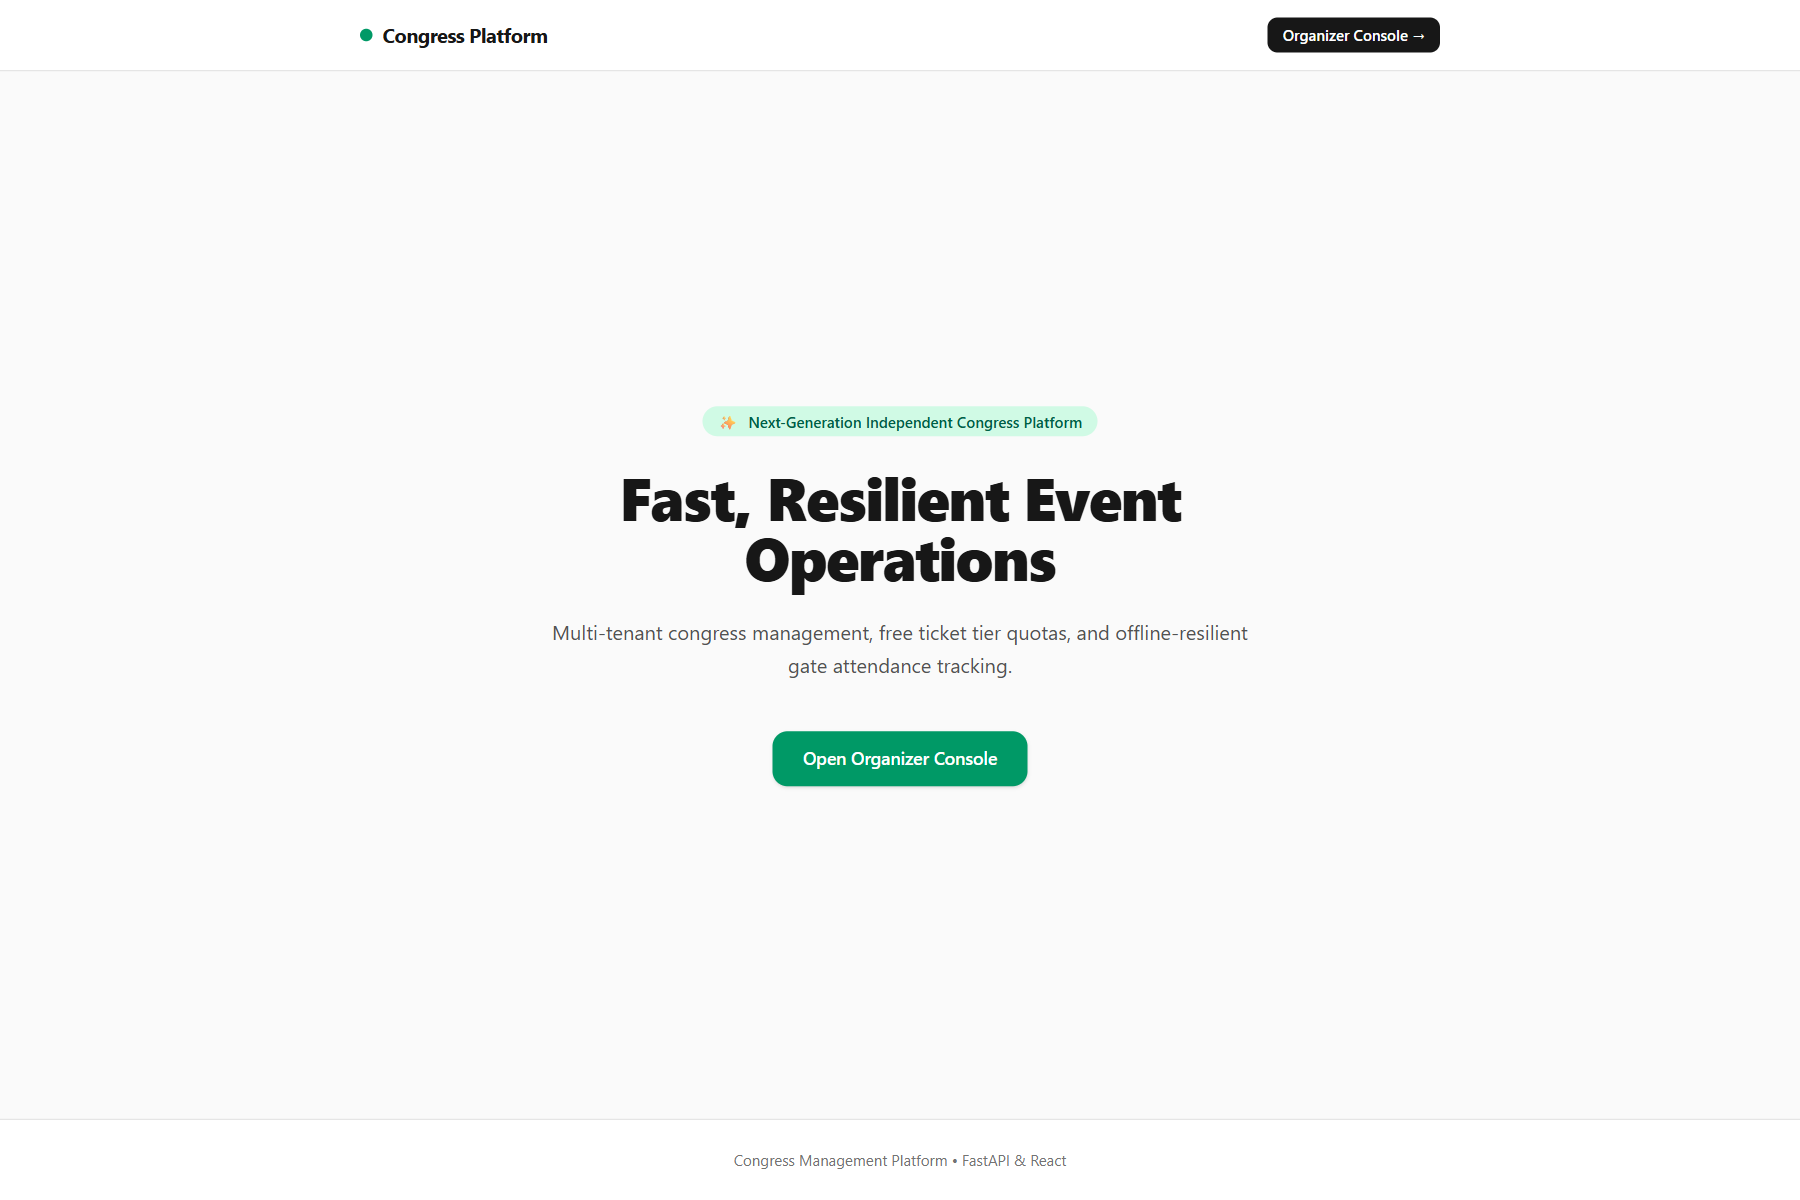 Congress Platform
Organizer Console →
✨ Next-Generation Independent Congress Platform
Fast, Resilient Event
Operations
Multi-tenant congress management, free ticket tier quotas, and offline-resilient
gate attendance tracking.
Open Organizer Console
Congress Management Platform • FastAPI & React